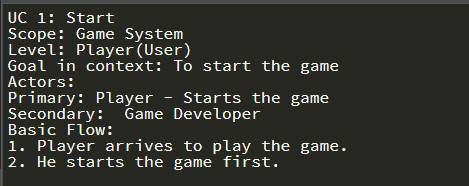 UC 1: Start
Scope: Game System
Level: Player(User)
Goal in context: To start the game
Actors:
Primary: Player - Starts the game
Secondary:  Game Developer
Basic Flow:
1. Player arrives to play the game.
2. He starts the game first.